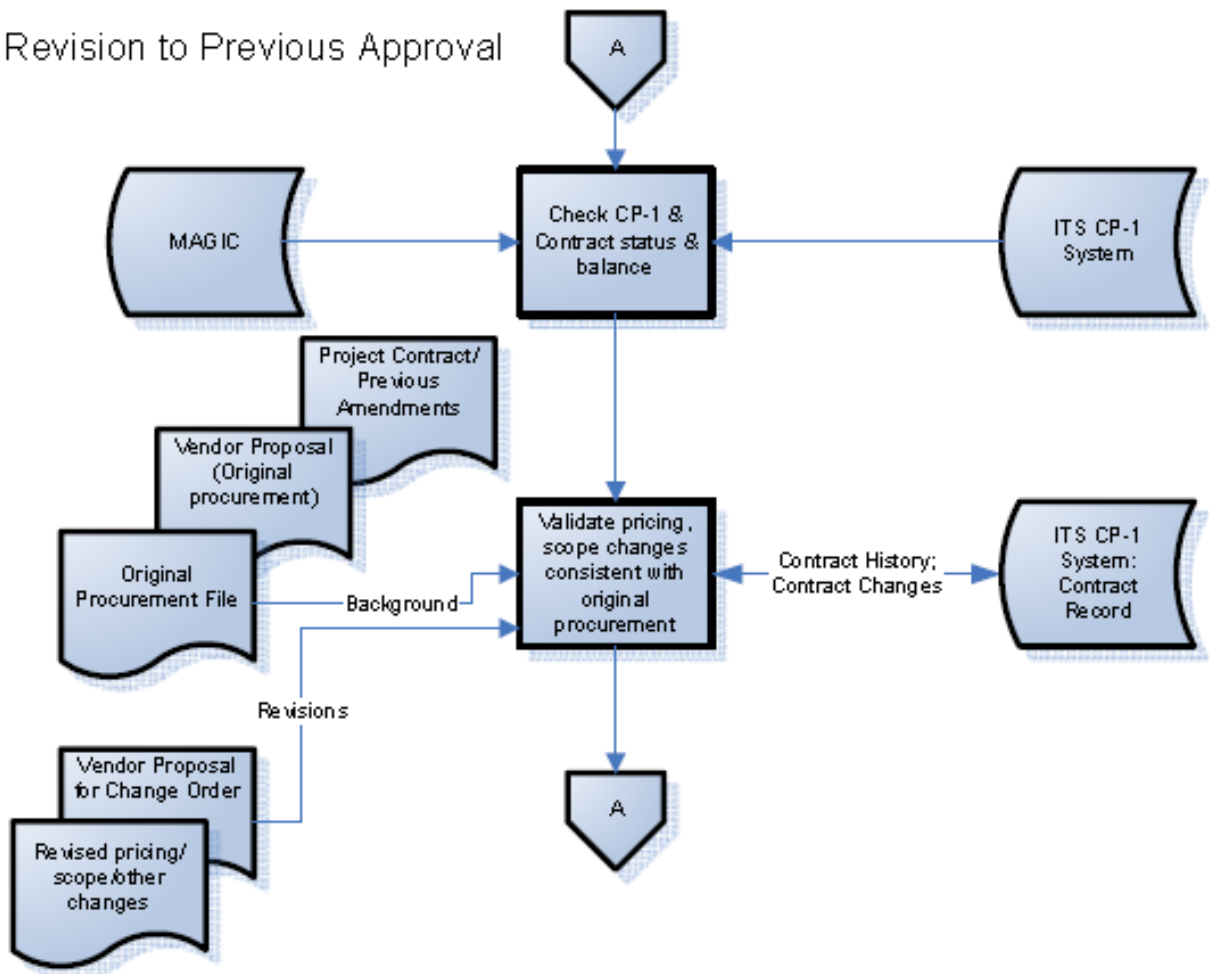 Revision to Previous Approval
A
MAGIC
Check CP-1 &
Contract status &
balance
ITS CP-1
System
Project Contract/
Previous
Amendments
Vendor Proposal
(Original
procurement)
Original
Procurement File
Background
Validate pricing,
scope changes
consistent with
original
procurement
Contract History;
Contract Changes
ITS CP-1
System:
Contract
Record
Revisions
Vendor Proposal
for Change Order
Revised pricing/
scope/other
changes
A